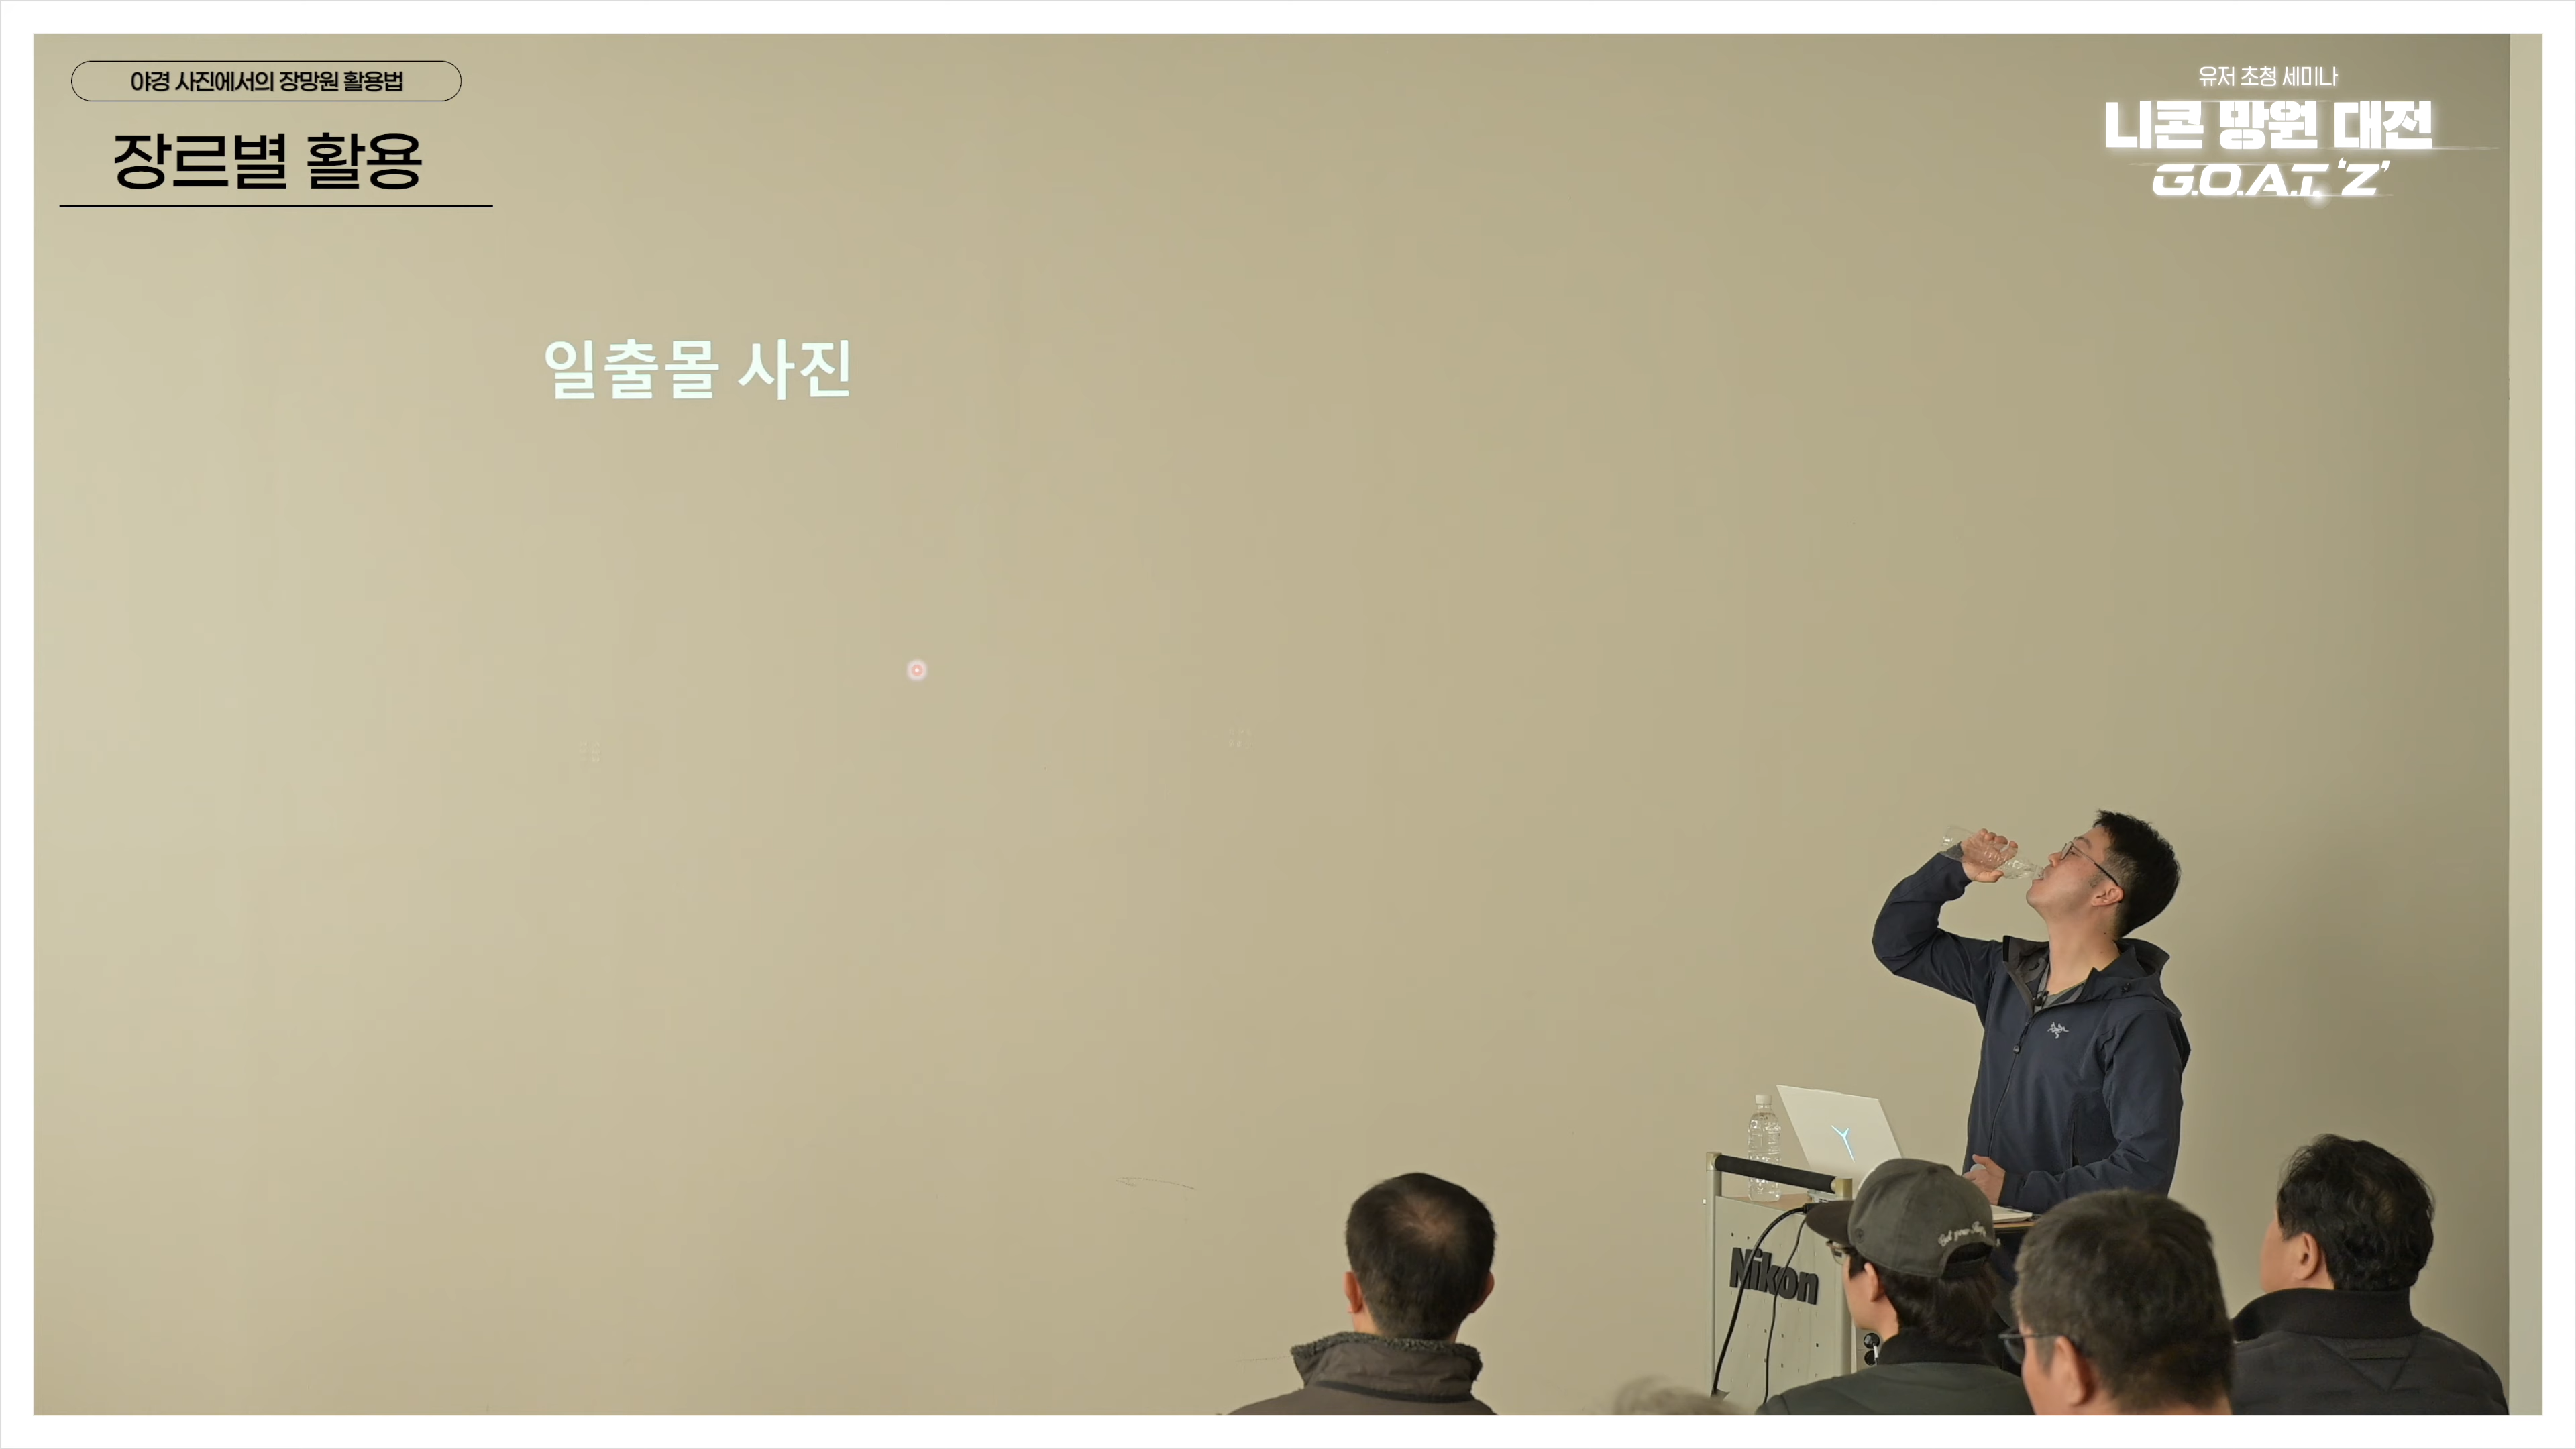 야경 사진에서의 장망원 활용법
장르별 활용
유저 초청 세미나
니콘 망원 대전
G.O.A.T. 'Z'
일출몰 사진
Nikon